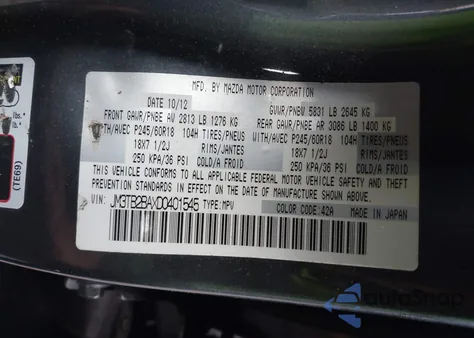 MFD. BY MAZDA MOTOR CORPORATION
DATE 10/12 GVWR/PNBV 5831 LB 2645 KG
FRONT GAWR/PNBE AV 2813 LB 1276 KG REAR GAWR/PNBE AR 3086 LB 1400 KG
WITH/AVEC P245/60R18 104H TIRES/PNEUS WITH/AVEC P245/60R18 104H TIRES/PNEUS
18X7 1/2J RIMS/JANTES 18X7 1/2J RIMS/JANTES
250 KPA/36 PSI COLD/A FROID 250 KPA/36 PSI COLD/A FROID
THIS VEHICLE CONFORMS TO ALL APPLICABLE FEDERAL MOTOR VEHICLE SAFETY AND THEFT
PREVENTION STANDARDS IN EFFECT ON THE DATE OF MANUFACTURE SHOWN ABOVE.
VIN: JM3TB2BAXD0401545 TYPE: MPV COLOR CODE: 42A MADE IN JAPAN
(TE69)
lbs.
AutoSnap